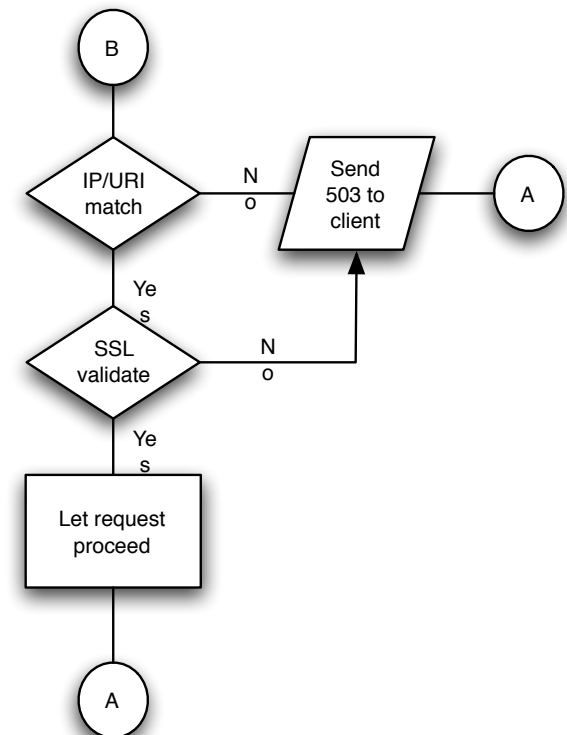 B
IP/URI
match
N
o
Send
503 to
client
A
Ye
s
SSL
validate
N
o
Ye
s
Let request
proceed
A